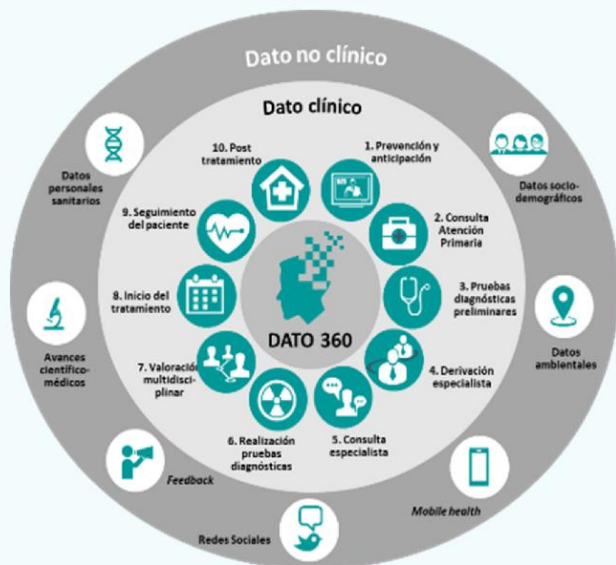 Dato no clínico
Dato clínico
10. Post
tratamiento
1. Prevención y
anticipación
2. Consulta
Atención
Primaria
3. Pruebas
diagnósticas
preliminares
4. Derivación
especialista
5. Consulta
especialista
6. Realización
pruebas
diagnósticas
7. Valoración
multidisci-
plinar
8. Inicio del
tratamiento
9. Seguimiento
del paciente
DATO 360
Datos socio-
demográficos
Datos
ambientales
Mobile health
Redes Sociales
Feedback
Avances
científico-
médicos
Datos
personales
sanitarios